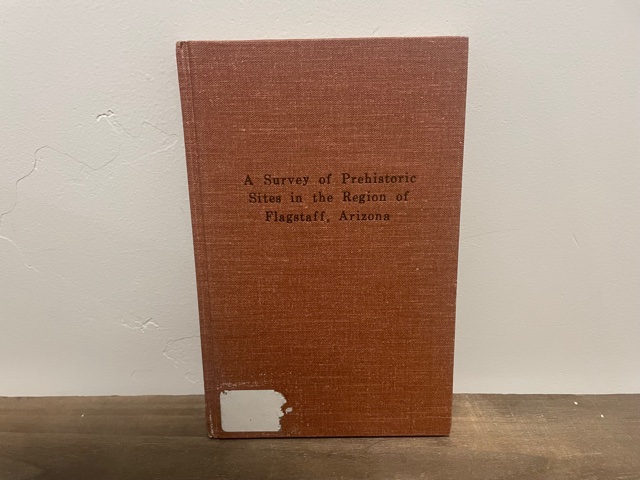 A Survey of Prehistoric
Sites in the Region of
Flagstaff, Arizona